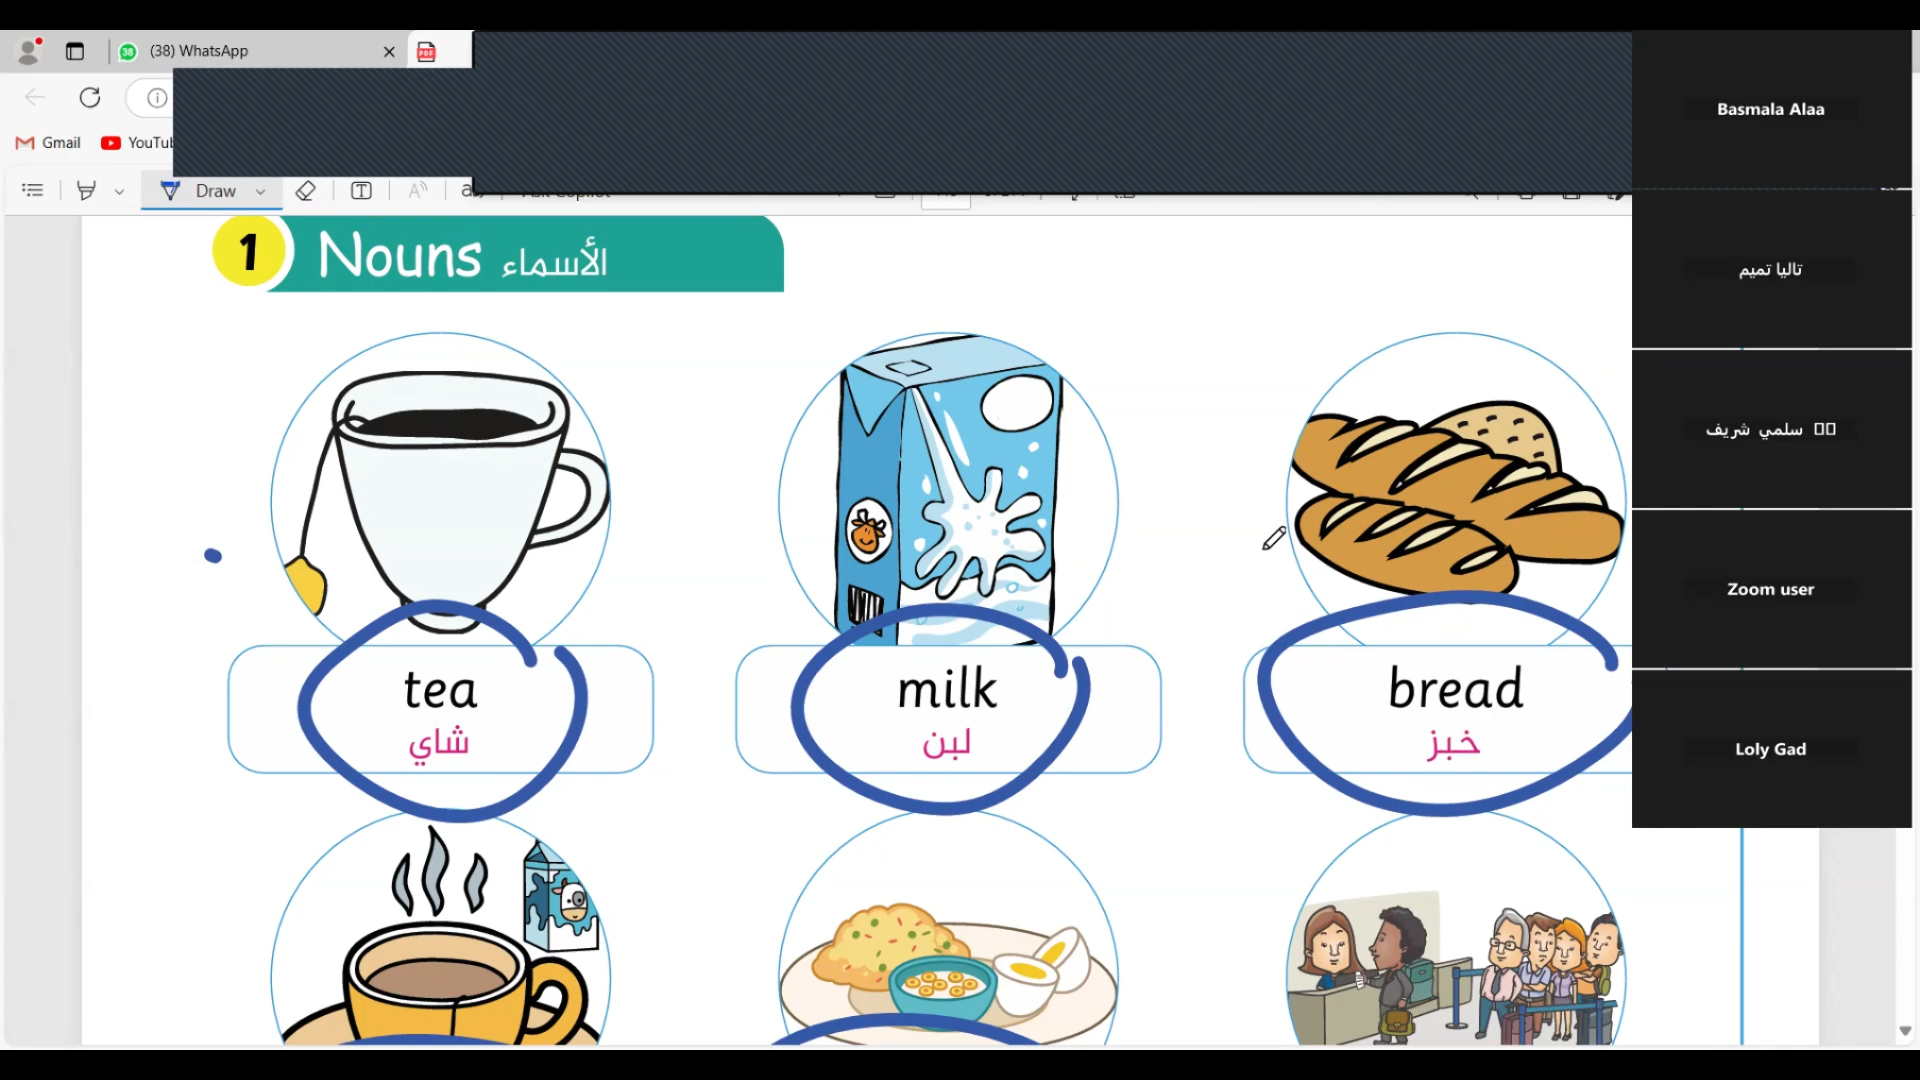 (38) WhatsApp
Gmail
Draw
1 Nouns الأسماء
tea
شاي
milk
لبن
bread
خبز
Basmala Alaa
تاليا تميم
سلمي شريف
Zoom user
Loly Gad